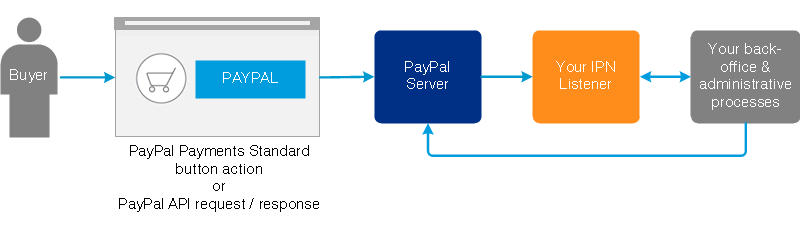 Buyer
PAYPAL
PayPal Payments Standard
button action
or
PayPal API request / response
PayPal
Server
Your IPN
Listener
Your back-
office &
administrative
processes